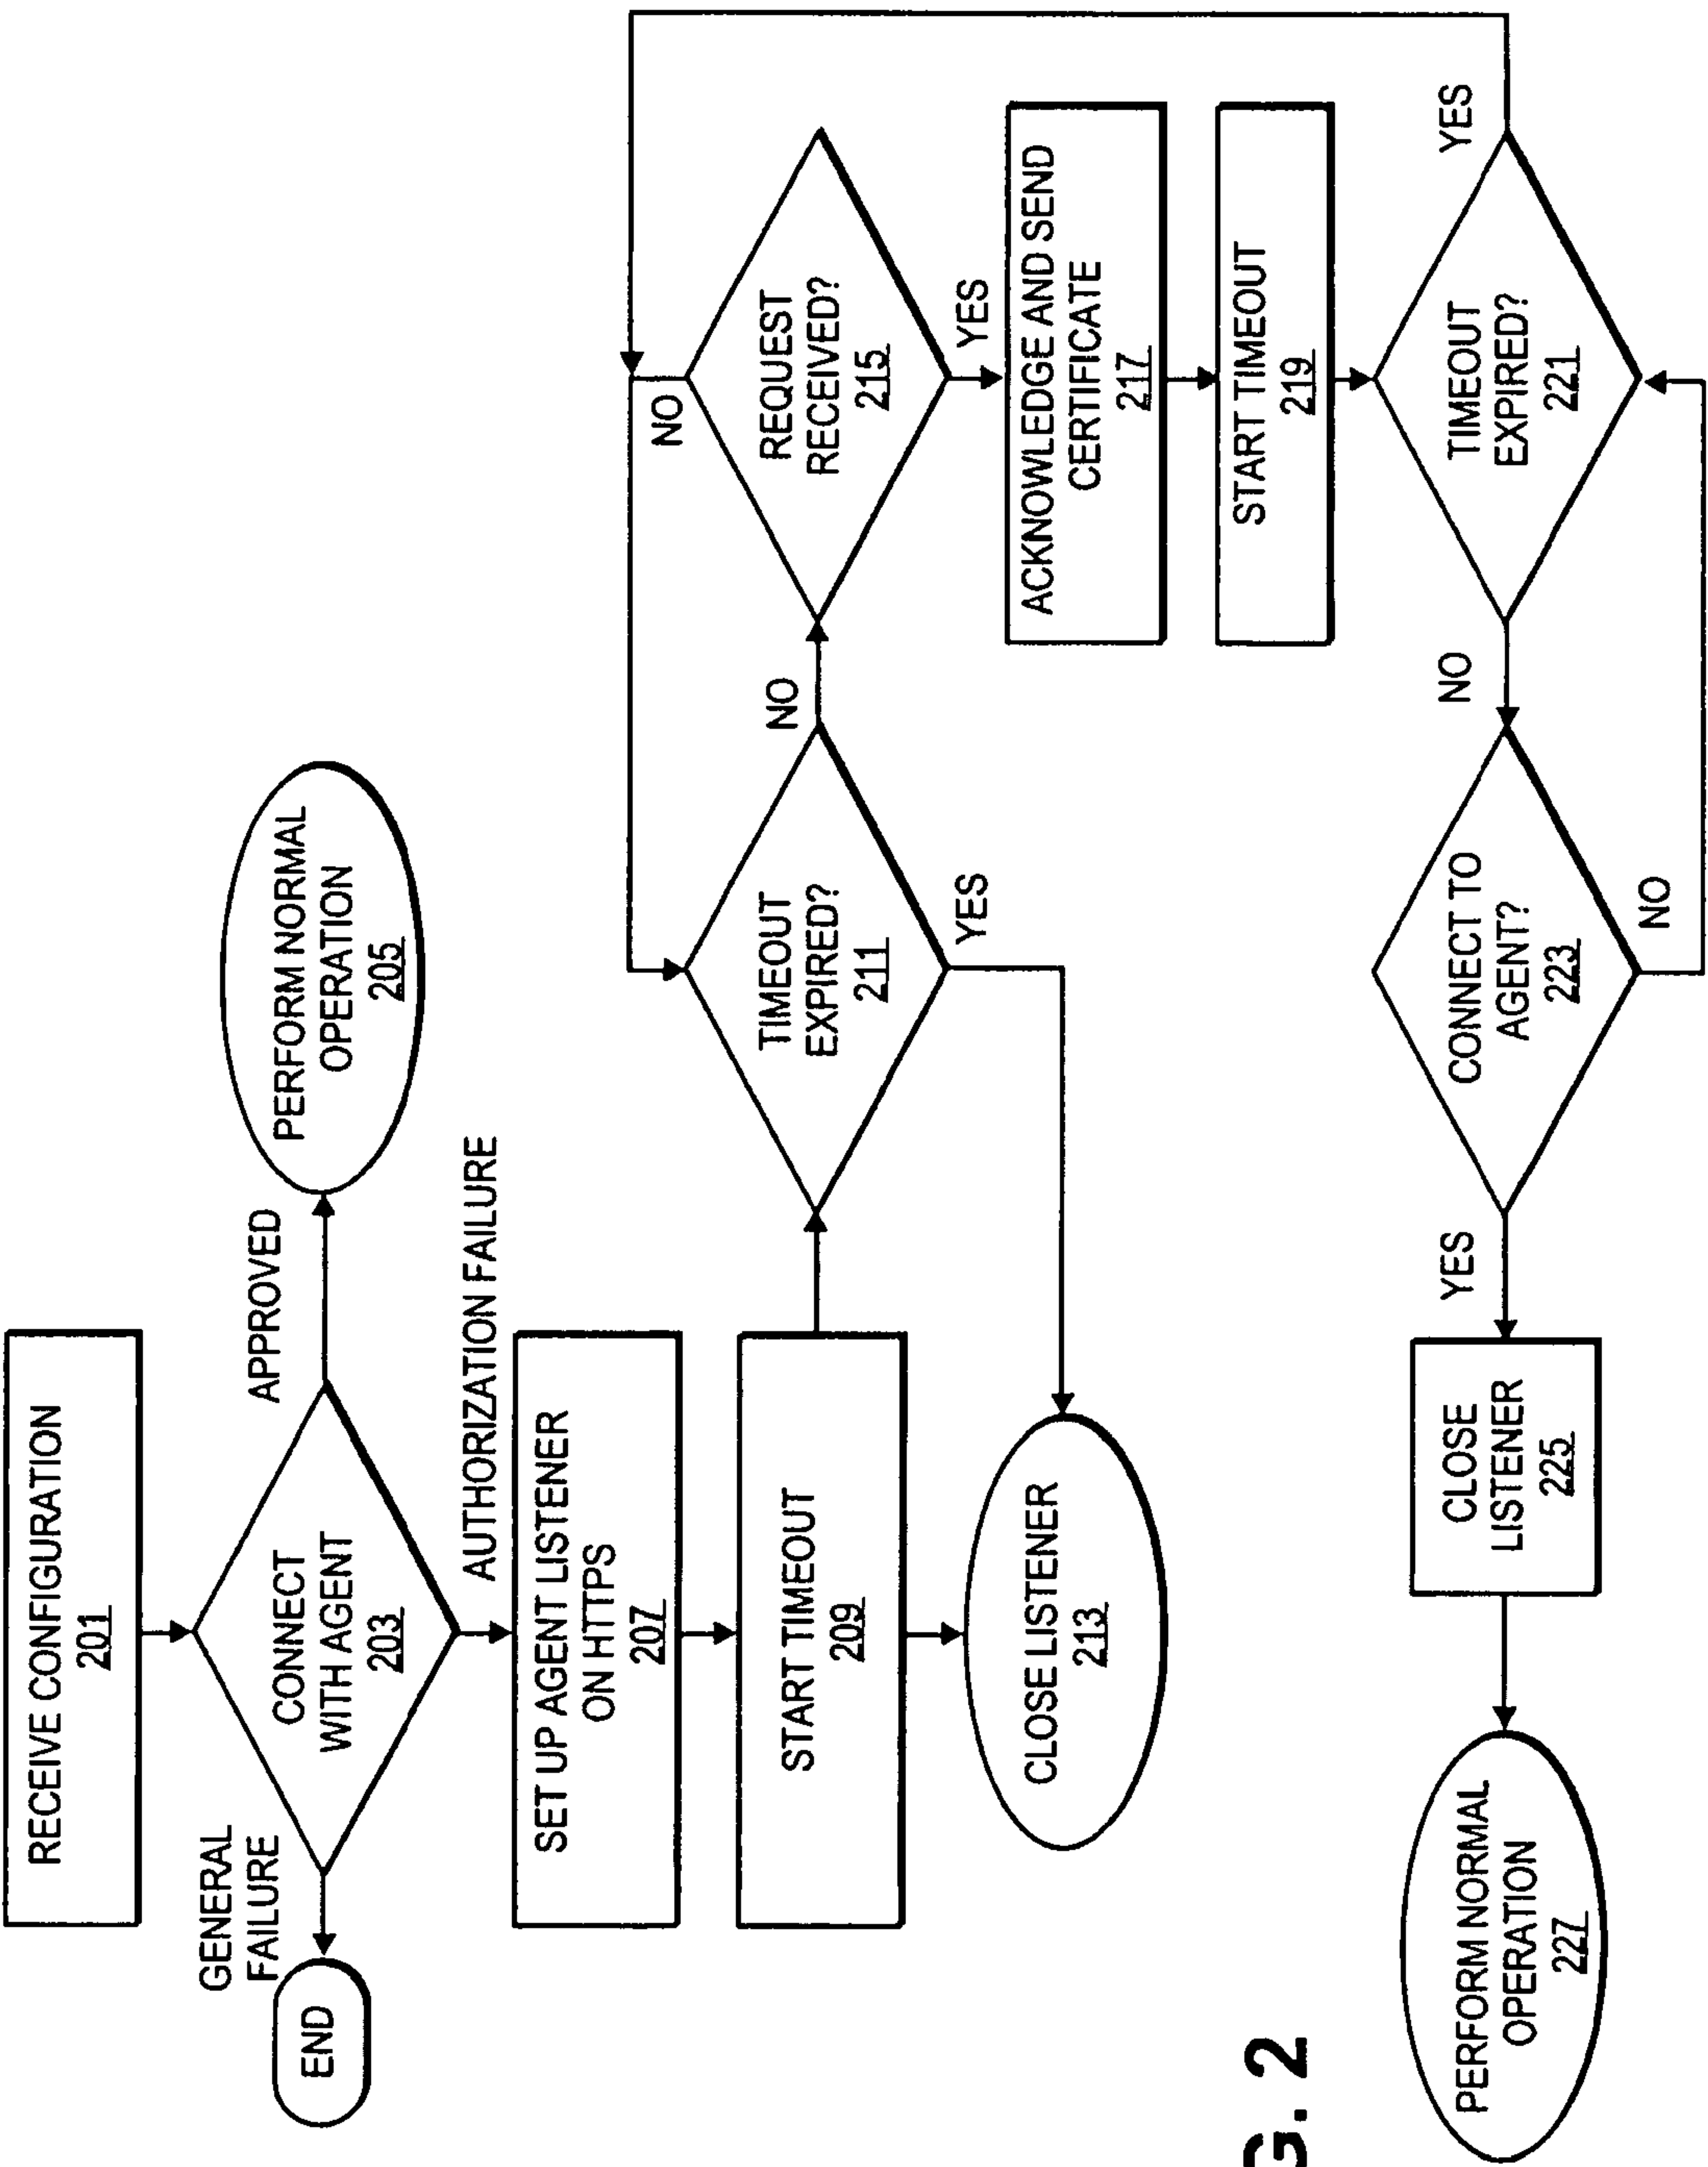 RECEIVE CONFIGURATION
201
GENERAL
FAILURE
END
CONNECT
WITH AGENT
203
APPROVED
PERFORM NORMAL
OPERATION
205
AUTHORIZATION FAILURE
SET UP AGENT LISTENER
ON HTTPS
207
START TIMEOUT
209
CLOSE LISTENER
213
TIMEOUT
EXPIRED?
211
YES
NO
REQUEST
RECEIVED?
215
NO
YES
ACKNOWLEDGE AND SEND
CERTIFICATE
217
START TIMEOUT
219
TIMEOUT
EXPIRED?
221
YES
NO
CONNECT TO
AGENT?
223
NO
YES
CLOSE
LISTENER
225
PERFORM NORMAL
OPERATION
227
G. 2